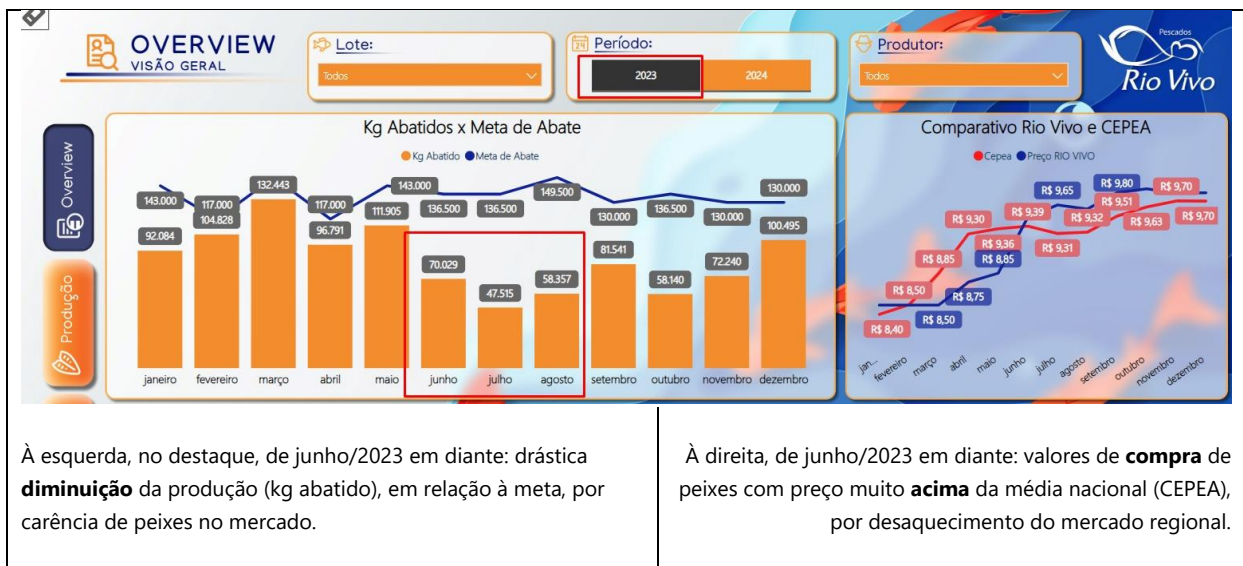 OVERVIEW
VISÃO GERAL
Lote:
Todos
Período:
2023
2024
Produtor:
Todos
Pescados
Rio Vivo
Overview
Produção
Kg Abatidos x Meta de Abate
Kg Abatido Meta de Abate
143.000
92.084
117.000
104.828
132.443
117.000
96.791
143.000
111.905
136.500
70.029
136.500
47.515
149.500
58.357
130.000
81.541
136.500
58.140
130.000
72.240
130.000
100.495
janeiro fevereiro março abril maio junho julho agosto setembro outubro novembro dezembro
Comparativo Rio Vivo e CEPEA
Cepea Preço RIO VIVO
R$ 8,40
R$ 8,50
R$ 8,50
R$ 8,85
R$ 8,75
R$ 9,30
R$ 9,36
R$ 8,85
R$ 9,39
R$ 9,65
R$ 9,31
R$ 9,32
R$ 9,80
R$ 9,51
R$ 9,63
R$ 9,70
R$ 9,70
jan... fevereiro março abril maio junho julho agosto setembro outubro novembro dezembro
À esquerda, no destaque, de junho/2023 em diante: drástica
diminuição da produção (kg abatido), em relação à meta, por
carência de peixes no mercado.
À direita, de junho/2023 em diante: valores de compra de
peixes com preço muito acima da média nacional (CEPEA),
por desaquecimento do mercado regional.